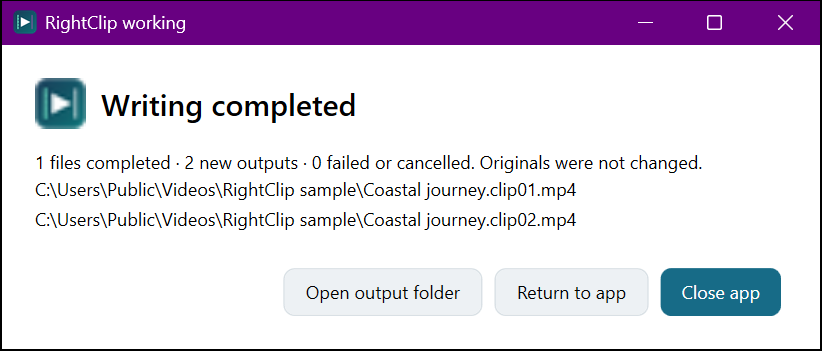 RightClip working
Writing completed
1 files completed · 2 new outputs · 0 failed or cancelled. Originals were not changed.
C:\Users\Public\Videos\RightClip sample\Coastal journey.clip01.mp4
C:\Users\Public\Videos\RightClip sample\Coastal journey.clip02.mp4
Open output folder
Return to app
Close app